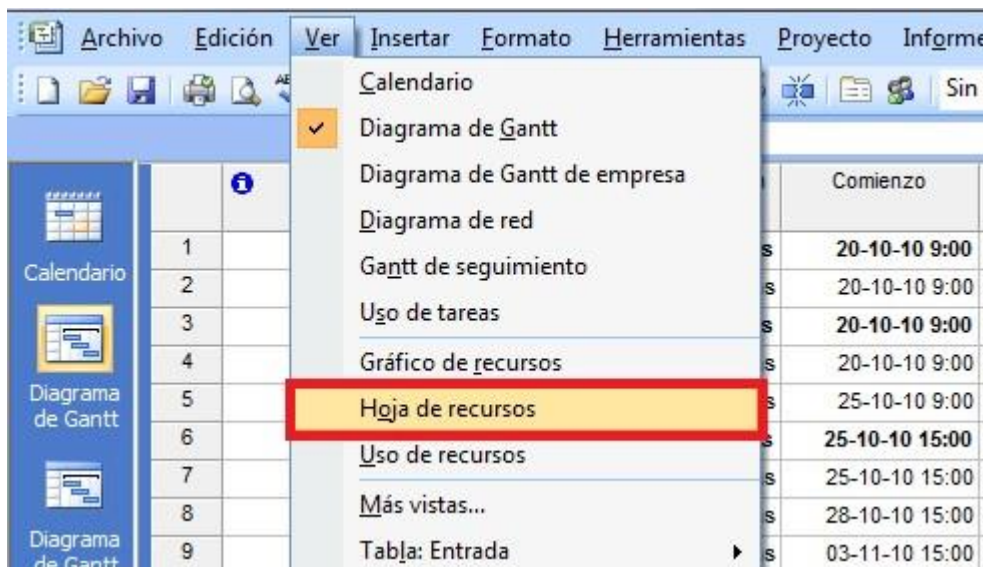 Archivo Edición Ver Insertar Formato Herramientas Proyecto Informe
Sin
Calendario
Diagrama de Gantt
Diagrama de Gantt de empresa
Diagrama de red
Gantt de seguimiento
Uso de tareas
Gráfico de recursos
Hoja de recursos
Uso de recursos
Más vistas...
Tabla: Entrada
Calendario
Diagrama
de Gantt
Diagrama
de Gantt
Comienzo
1 s 20-10-10 9:00
2 s 20-10-10 9:00
3 s 20-10-10 9:00
4 s 20-10-10 9:00
5 s 25-10-10 9:00
6 s 25-10-10 15:00
7 s 25-10-10 15:00
8 s 28-10-10 15:00
9 s 03-11-10 15:00